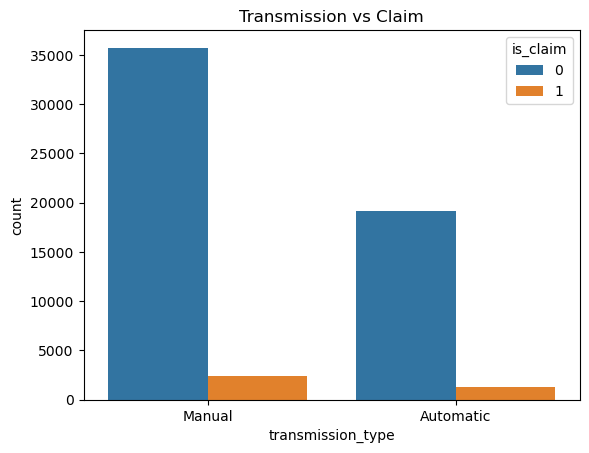 Transmission vs Claim
is_claim
0
1
35000
30000
25000
20000
15000
10000
5000
0
count
Manual
Automatic
transmission_type